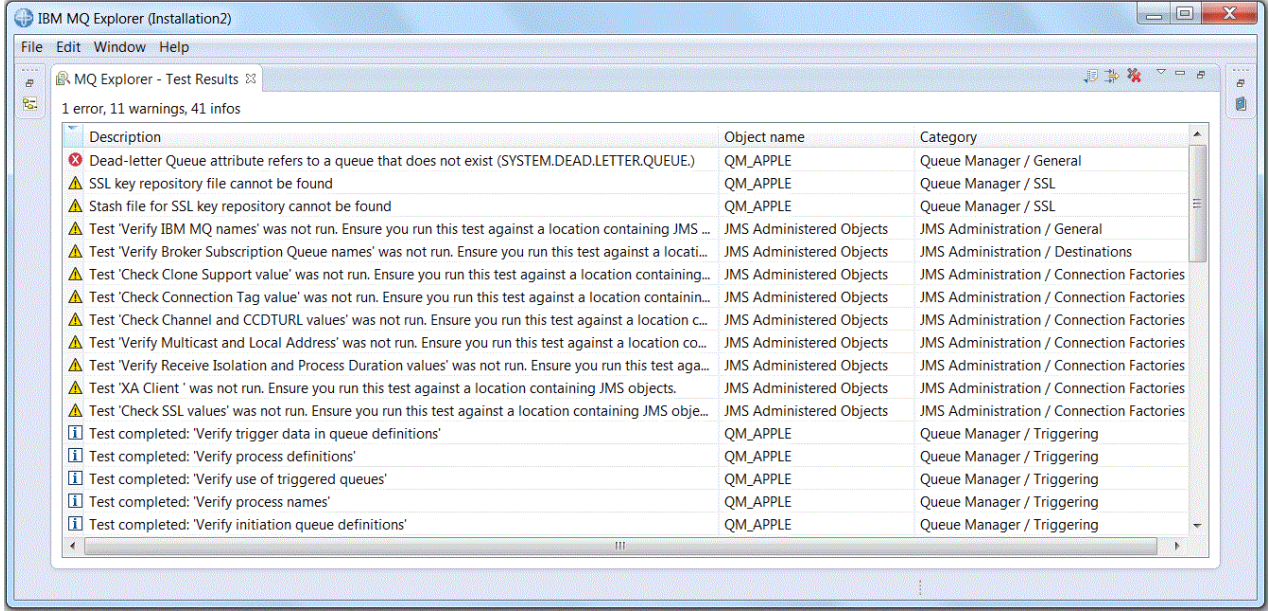 IBM MQ Explorer (Installation2)
File Edit Window Help
MQ Explorer - Test Results
1 error, 11 warnings, 41 infos
Description Object name Category
Dead-letter Queue attribute refers to a queue that does not exist (SYSTEM.DEAD.LETTER.QUEUE.) QM_APPLE Queue Manager / General
SSL key repository file cannot be found QM_APPLE Queue Manager / SSL
Stash file for SSL key repository cannot be found QM_APPLE Queue Manager / SSL
Test 'Verify IBM MQ names' was not run. Ensure you run this test against a location containing JMS ... JMS Administered Objects JMS Administration / General
Test 'Verify Broker Subscription Queue names' was not run. Ensure you run this test against a locati... JMS Administered Objects JMS Administration / Destinations
Test 'Check Clone Support value' was not run. Ensure you run this test against a location containing... JMS Administered Objects JMS Administration / Connection Factories
Test 'Check Connection Tag value' was not run. Ensure you run this test against a location containin... JMS Administered Objects JMS Administration / Connection Factories
Test 'Check Channel and CCDTURL values' was not run. Ensure you run this test against a location c... JMS Administered Objects JMS Administration / Connection Factories
Test 'Verify Multicast and Local Address' was not run. Ensure you run this test against a location co... JMS Administered Objects JMS Administration / Connection Factories
Test 'Verify Receive Isolation and Process Duration values' was not run. Ensure you run this test aga... JMS Administered Objects JMS Administration / Connection Factories
Test 'XA Client ' was not run. Ensure you run this test against a location containing JMS objects. JMS Administered Objects JMS Administration / Connection Factories
Test 'Check SSL values' was not run. Ensure you run this test against a location containing JMS obje... JMS Administered Objects JMS Administration / Connection Factories
Test completed: 'Verify trigger data in queue definitions' QM_APPLE Queue Manager / Triggering
Test completed: 'Verify process definitions' QM_APPLE Queue Manager / Triggering
Test completed: 'Verify use of triggered queues' QM_APPLE Queue Manager / Triggering
Test completed: 'Verify process names' QM_APPLE Queue Manager / Triggering
Test completed: 'Verify initiation queue definitions' QM_APPLE Queue Manager / Triggering